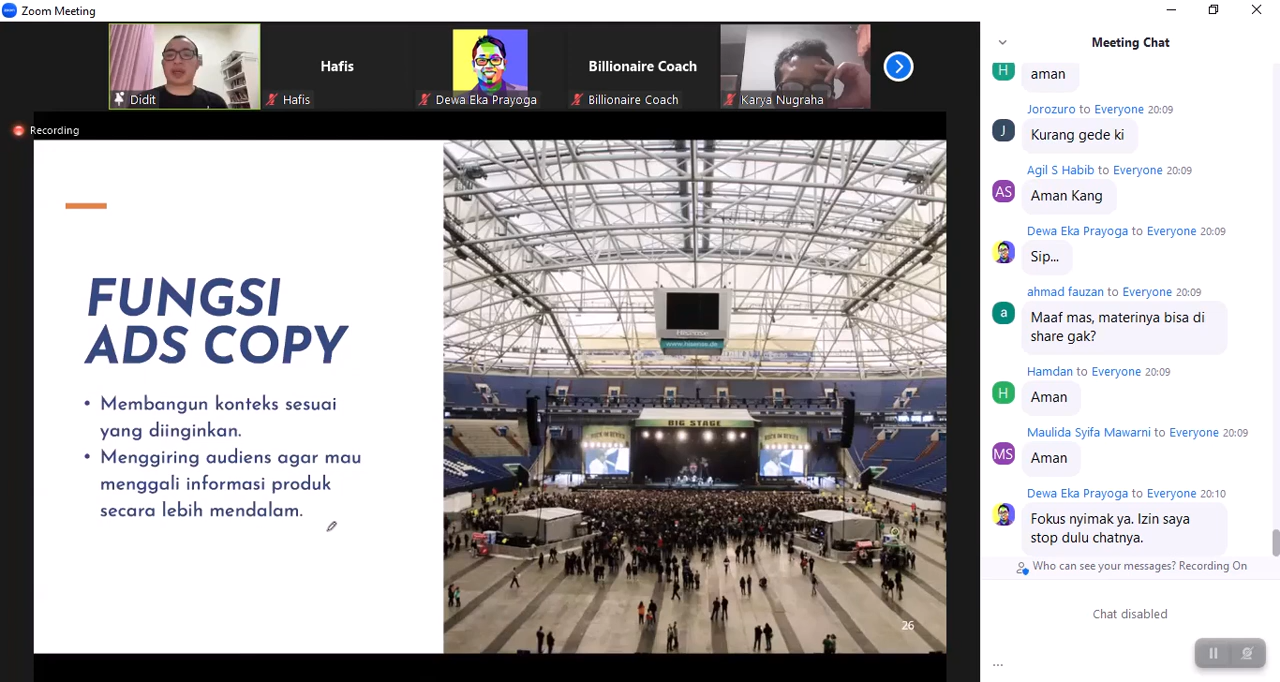 Zoom Meeting
Hafis
Billionaire Coach
Didit
Hafis
Dewa Eka Prayoga
Billionaire Coach
Karya Nugraha
Recording
FUNGSI
ADS COPY
• Membangun konteks sesuai
yang diinginkan.
• Menggiring audiens agar mau
menggali informasi produk
secara lebih mendalam.
Hisense
www.hisense.de
BIG STAGE
26
Meeting Chat
H
aman
Jorozuro to Everyone 20:09
J
Kurang gede ki
Agil S Habib to Everyone 20:09
AS
Aman Kang
Dewa Eka Prayoga to Everyone 20:09
Sip...
ahmad fauzan to Everyone 20:09
a
Maaf mas, materinya bisa di
share gak?
Hamdan to Everyone 20:09
H
Aman
Maulida Syifa Mawarni to Everyone 20:09
MS
Aman
Dewa Eka Prayoga to Everyone 20:10
Fokus nyimak ya. Izin saya
stop dulu chatnya.
Who can see your messages? Recording On
Chat disabled
...